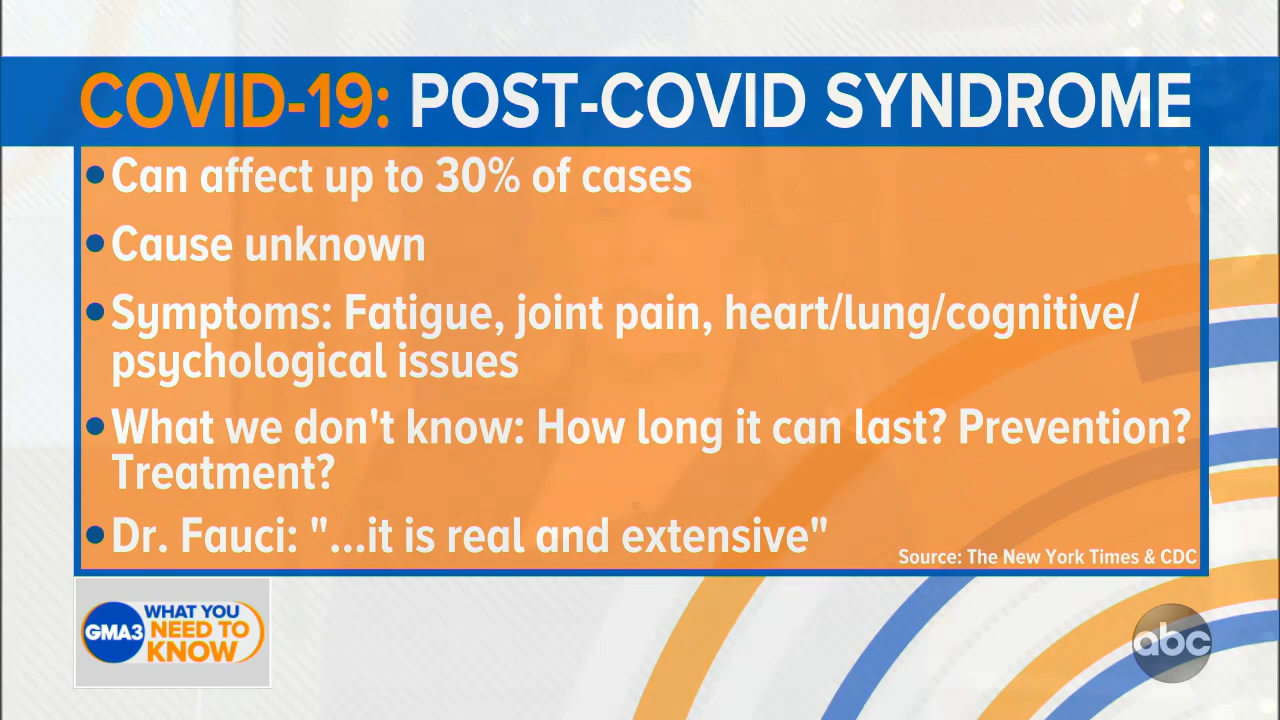 COVID-19: POST-COVID SYNDROME
• Can affect up to 30% of cases
• Cause unknown
• Symptoms: Fatigue, joint pain, heart/lung/cognitive/
psychological issues
• What we don't know: How long it can last? Prevention?
Treatment?
• Dr. Fauci: "...it is real and extensive"
Source: The New York Times & CDC
GMA3
WHAT YOU
NEED TO
KNOW
abc